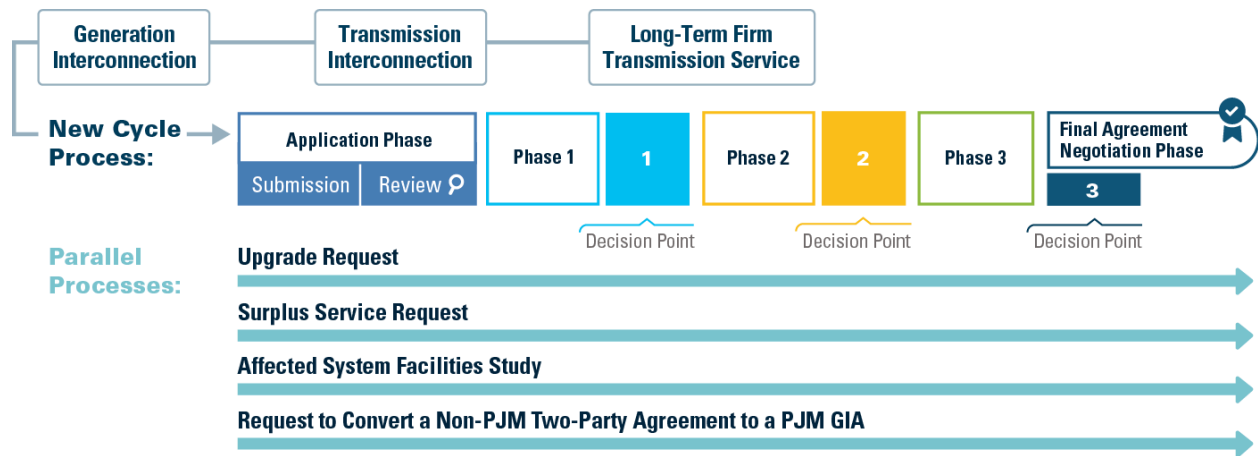 Generation
Interconnection
Transmission
Interconnection
Long-Term Firm
Transmission Service
New Cycle
Process:
Application Phase
Submission
Review
Phase 1
1
Phase 2
2
Phase 3
Final Agreement
Negotiation Phase
3
Decision Point
Decision Point
Decision Point
Parallel
Processes:
Upgrade Request
Surplus Service Request
Affected System Facilities Study
Request to Convert a Non-PJM Two-Party Agreement to a PJM GIA